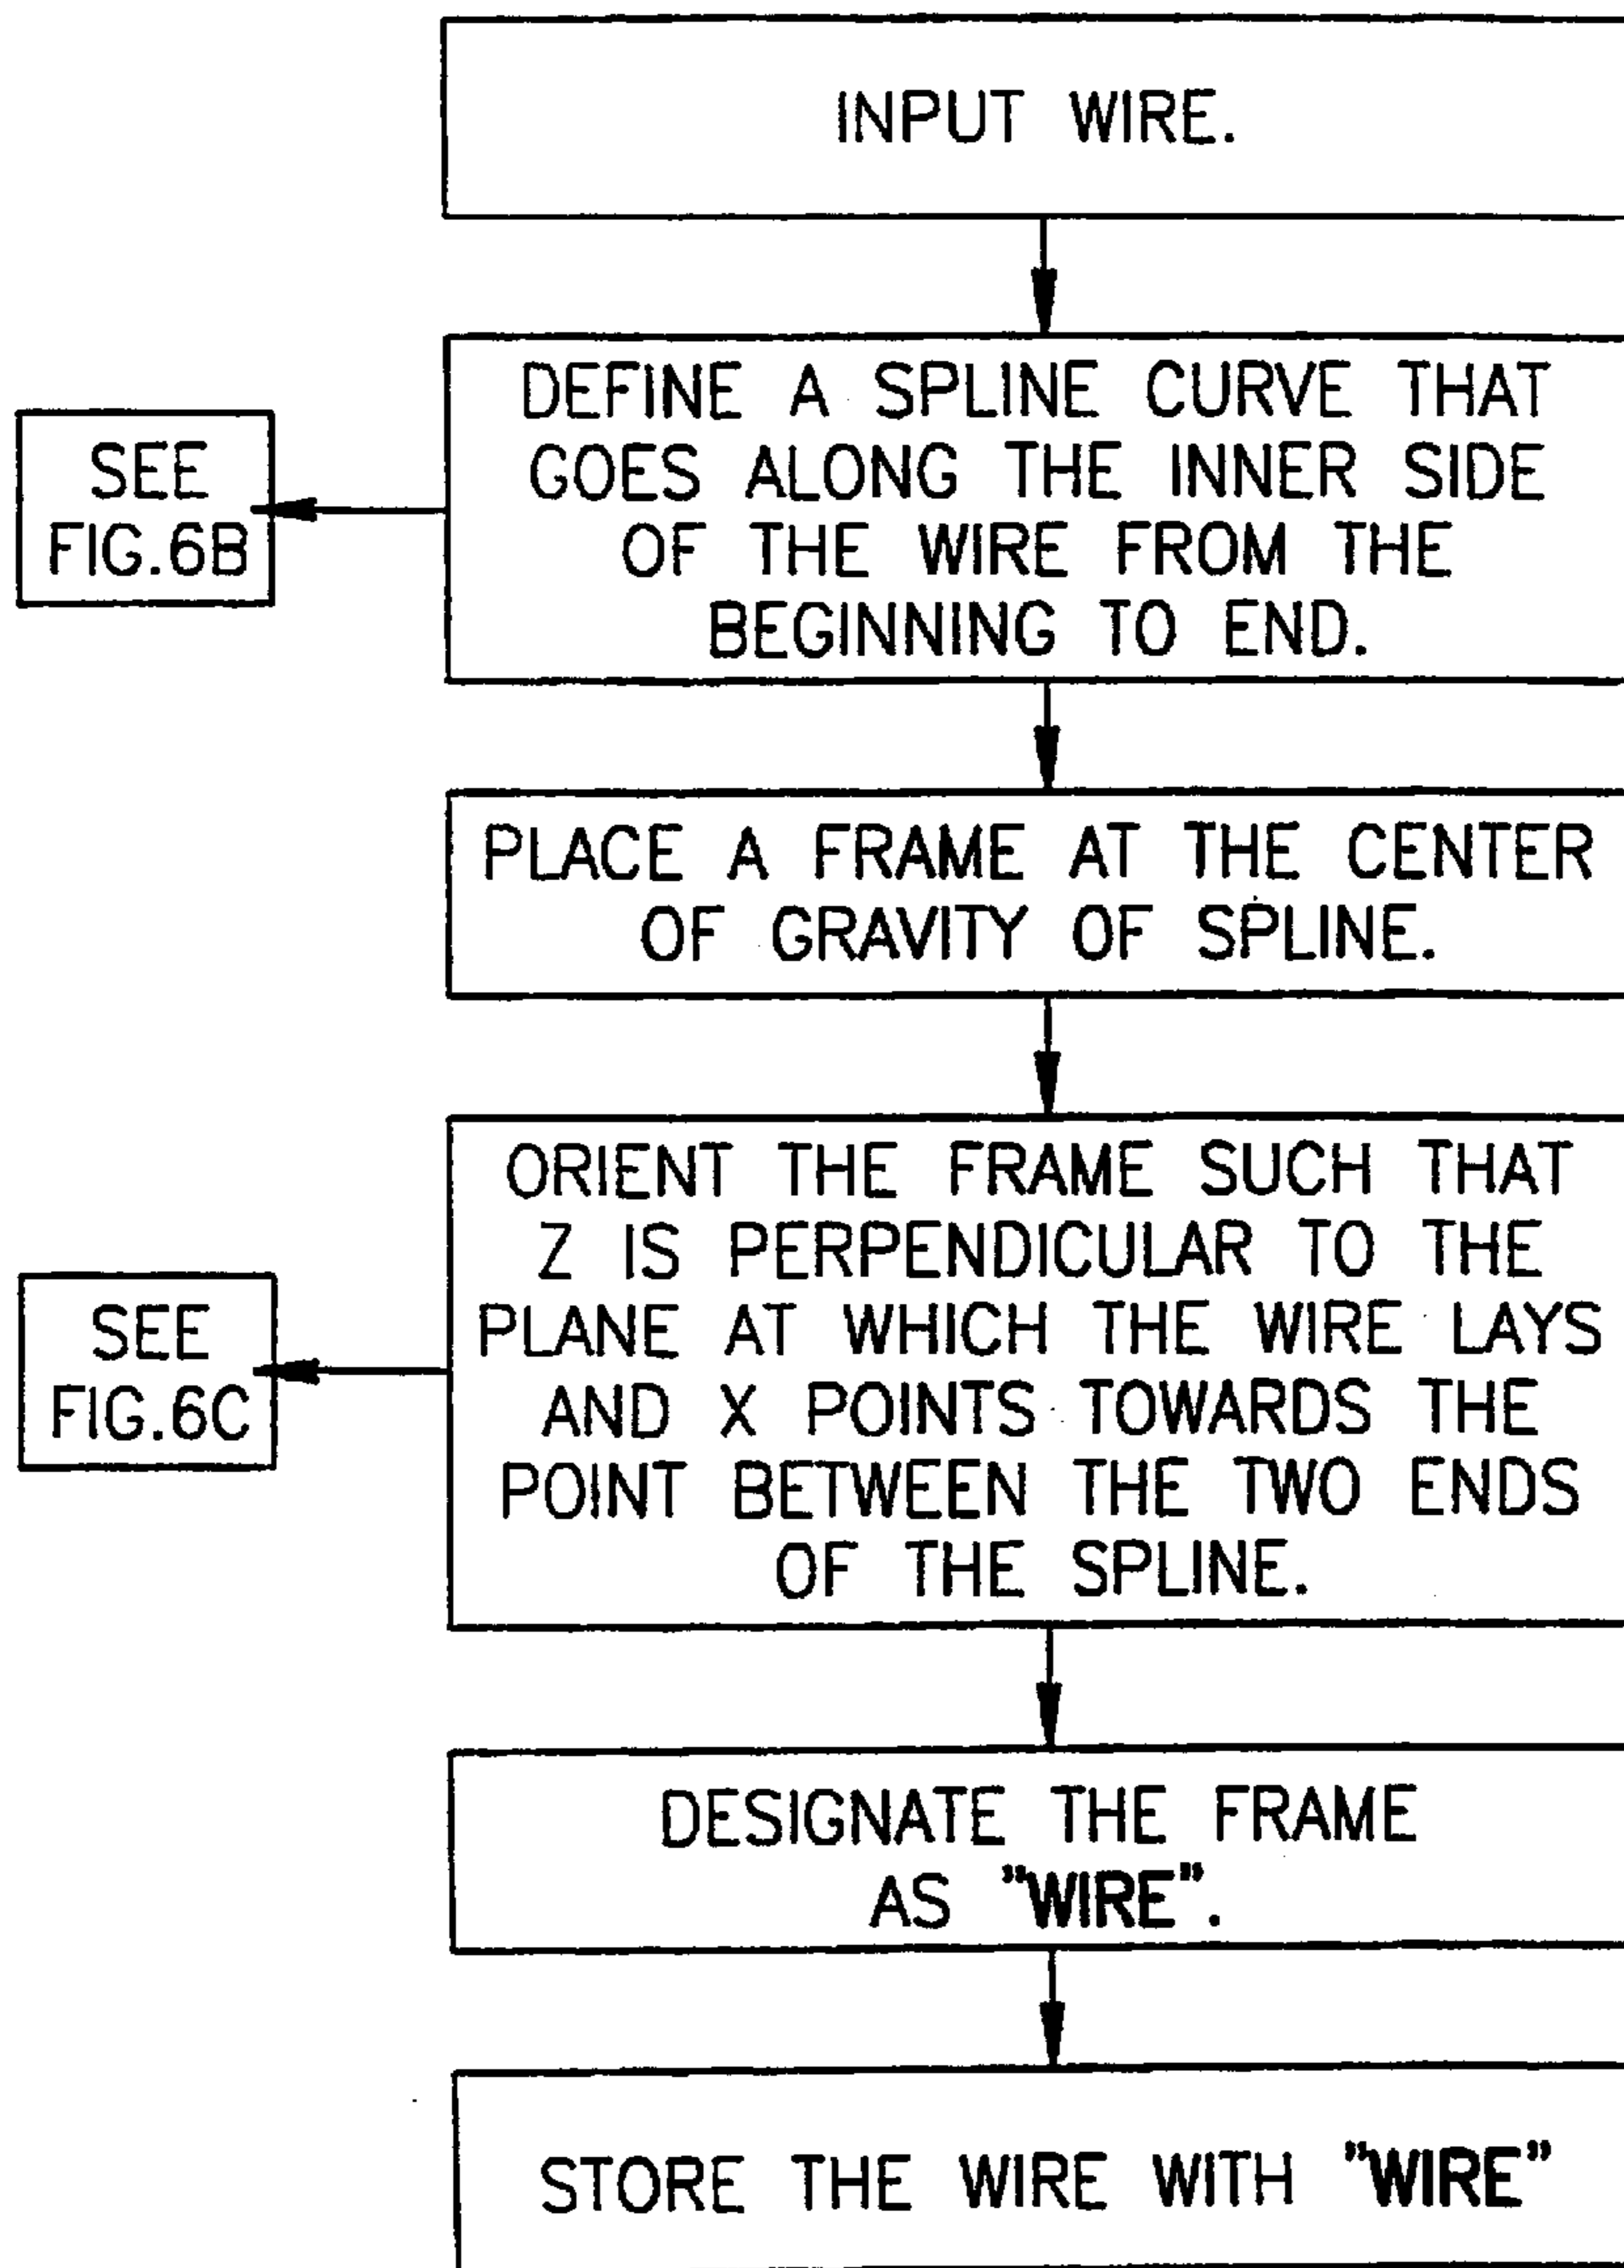 INPUT WIRE.
DEFINE A SPLINE CURVE THAT
GOES ALONG THE INNER SIDE
OF THE WIRE FROM THE
BEGINNING TO END.
SEE
FIG.6B
PLACE A FRAME AT THE CENTER
OF GRAVITY OF SPLINE.
ORIENT THE FRAME SUCH THAT
Z IS PERPENDICULAR TO THE
PLANE AT WHICH THE WIRE LAYS
AND X POINTS TOWARDS THE
POINT BETWEEN THE TWO ENDS
OF THE SPLINE.
SEE
FIG.6C
DESIGNATE THE FRAME
AS "WIRE".
STORE THE WIRE WITH "WIRE"